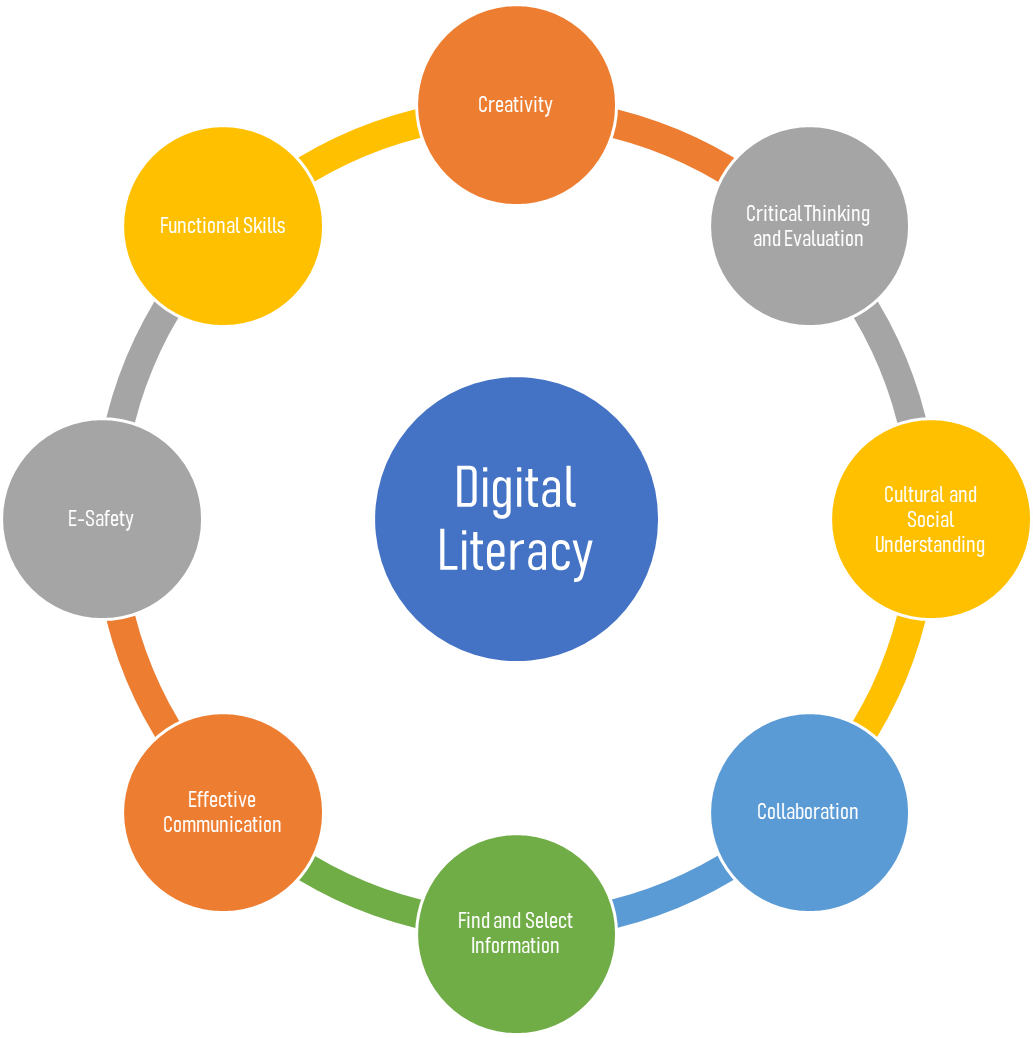 Creativity
Critical Thinking
and Evaluation
Cultural and
Social
Understanding
Collaboration
Find and Select
Information
Effective
Communication
E-Safety
Functional Skills
Digital
Literacy